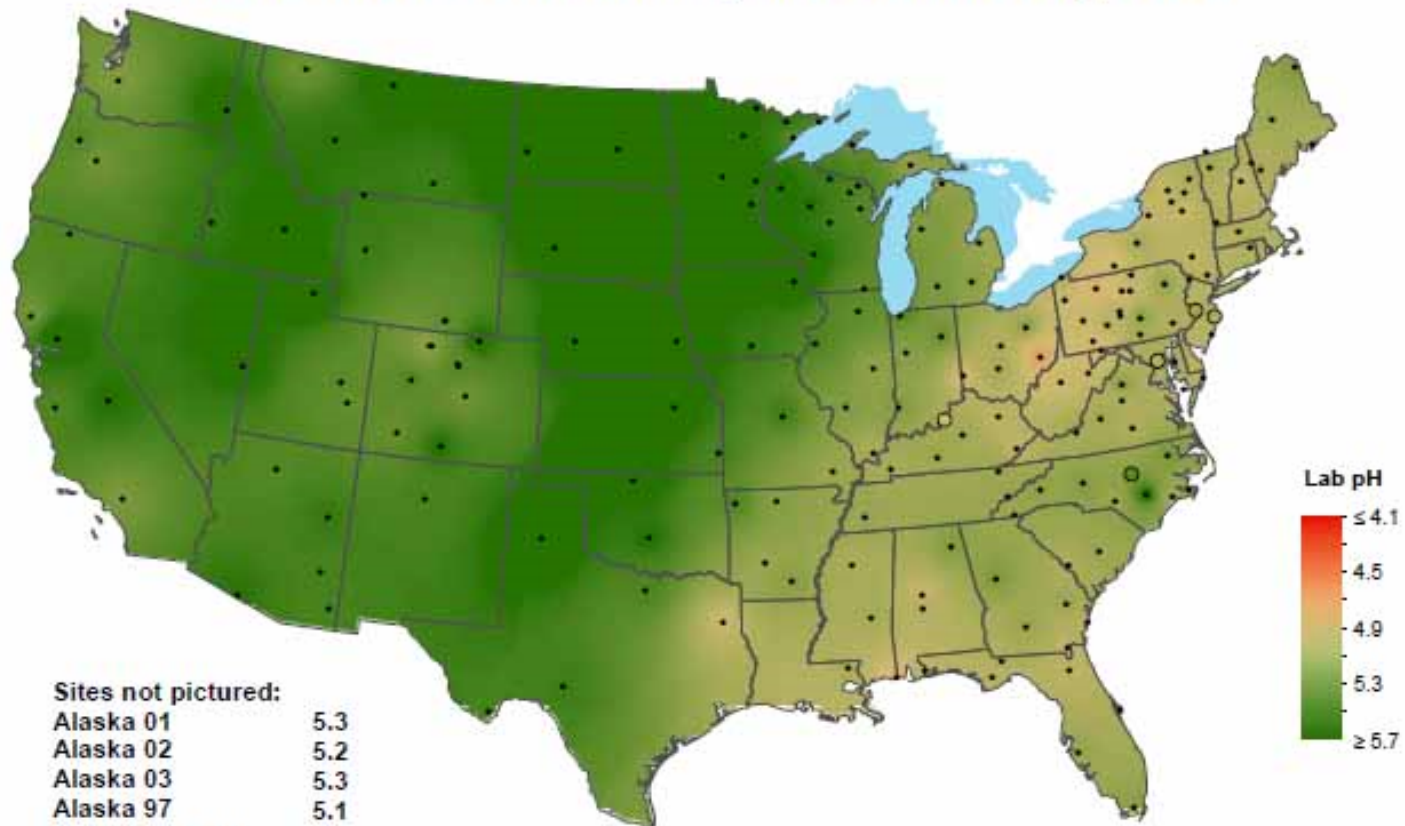 Lab pH
≤ 4.1
4.5
4.9
5.3
≥ 5.7
Sites not pictured:
Alaska 01 5.3
Alaska 02 5.2
Alaska 03 5.3
Alaska 97 5.1